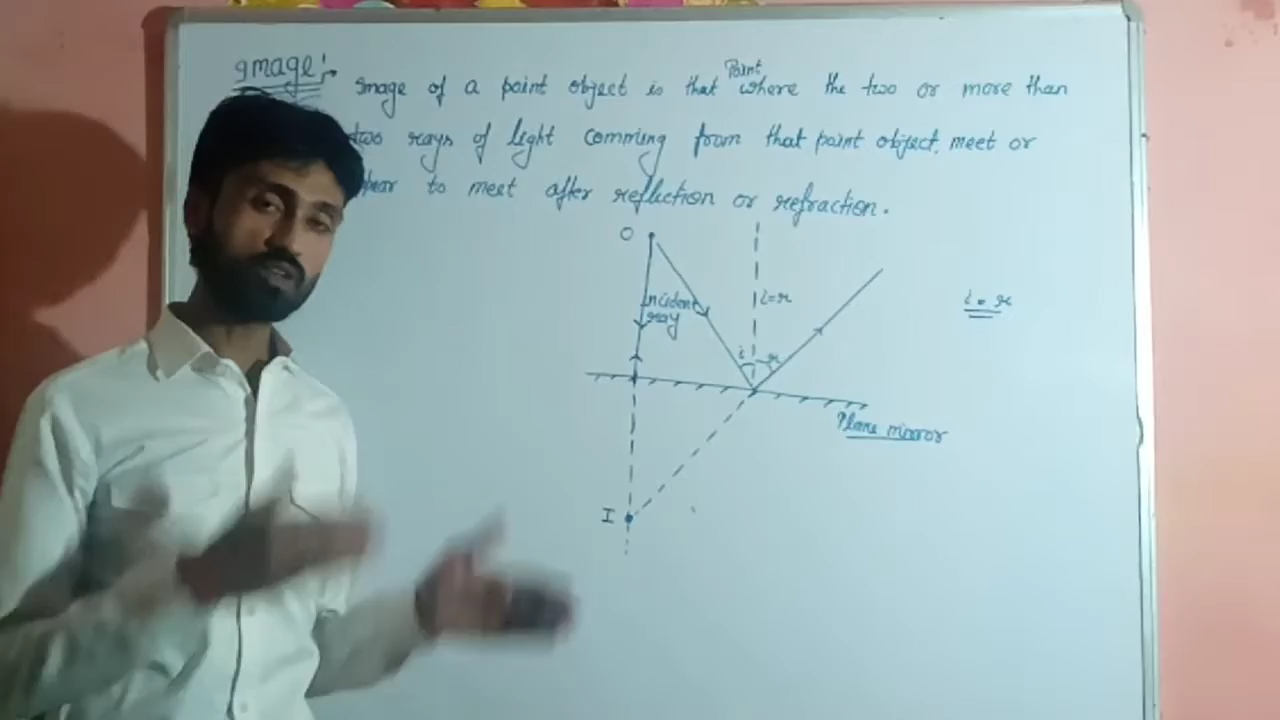 Image:
Image of a point object is that Point where the two or more than
two rays of light comming from that point object, meet or
to meet after reflection or refraction.
O
incident
ray
i=r
i r
i = r
Plane mirror
I